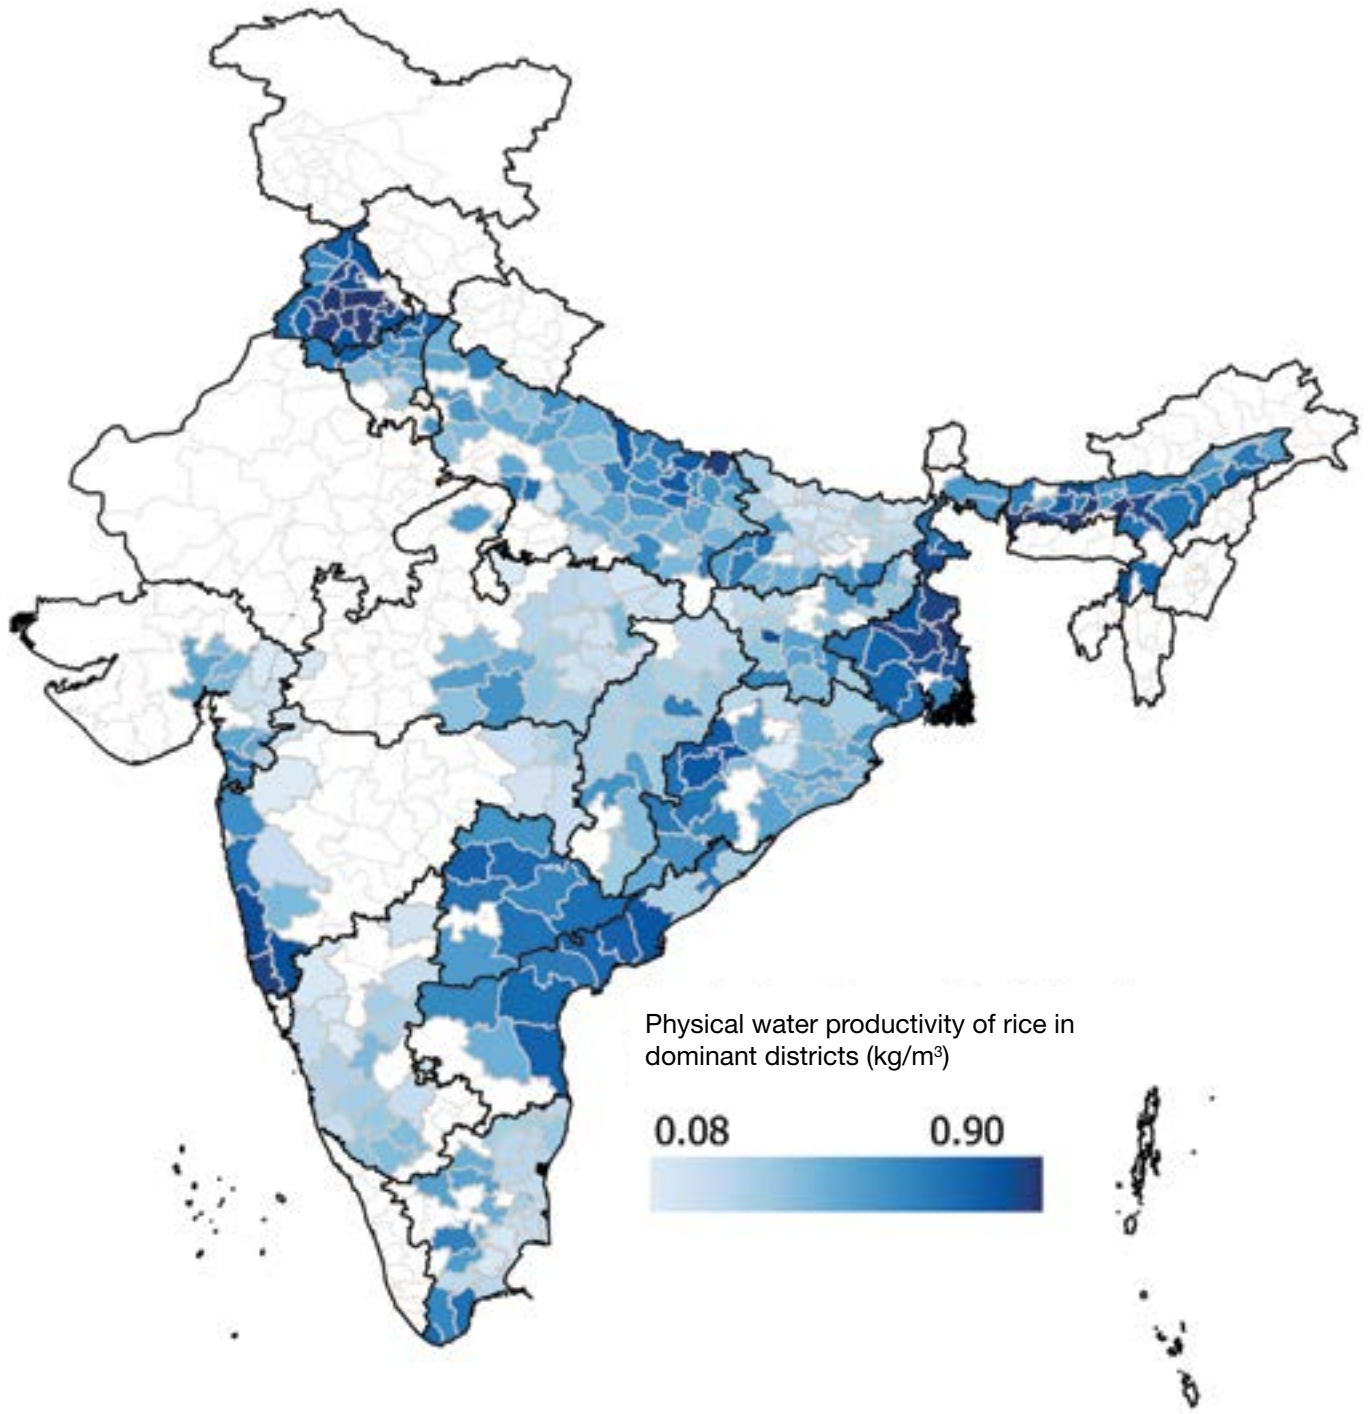 Physical water productivity of rice in
dominant districts (kg/m³)
0.08 0.90